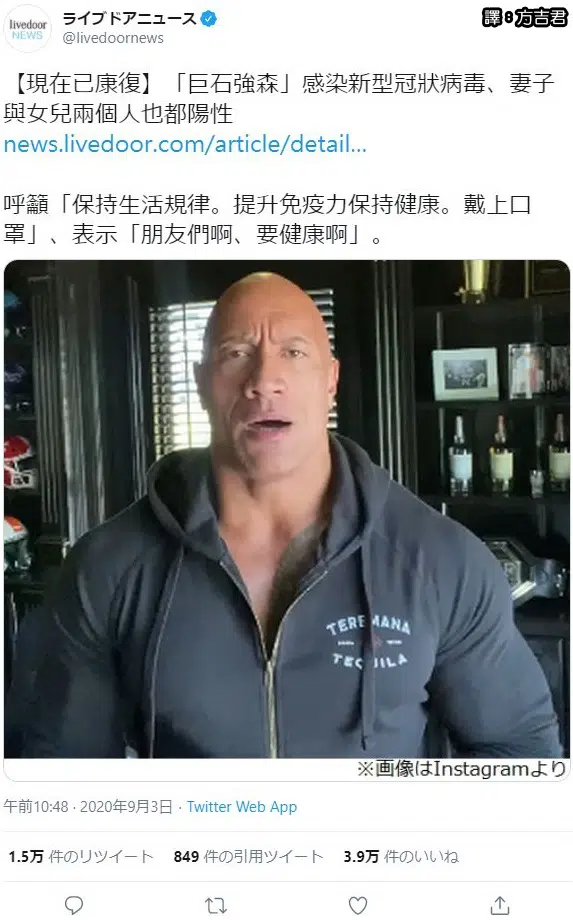 livedoor
NEWS
ライブドアニュース
@livedoornews
譯8方吉君
【現在已康復】「巨石強森」感染新型冠狀病毒、妻子
與女兒兩個人也都陽性
news.livedoor.com/article/detail...
呼籲「保持生活規律。提升免疫力保持健康。戴上口
罩」、表示「朋友們啊、要健康啊」。
TEREMANA
TEQUILA
※画像はInstagramより
午前10:48 · 2020年9月3日 · Twitter Web App
1.5万 件のリツイート 849 件の引用ツイート 3.9万 件のいいね